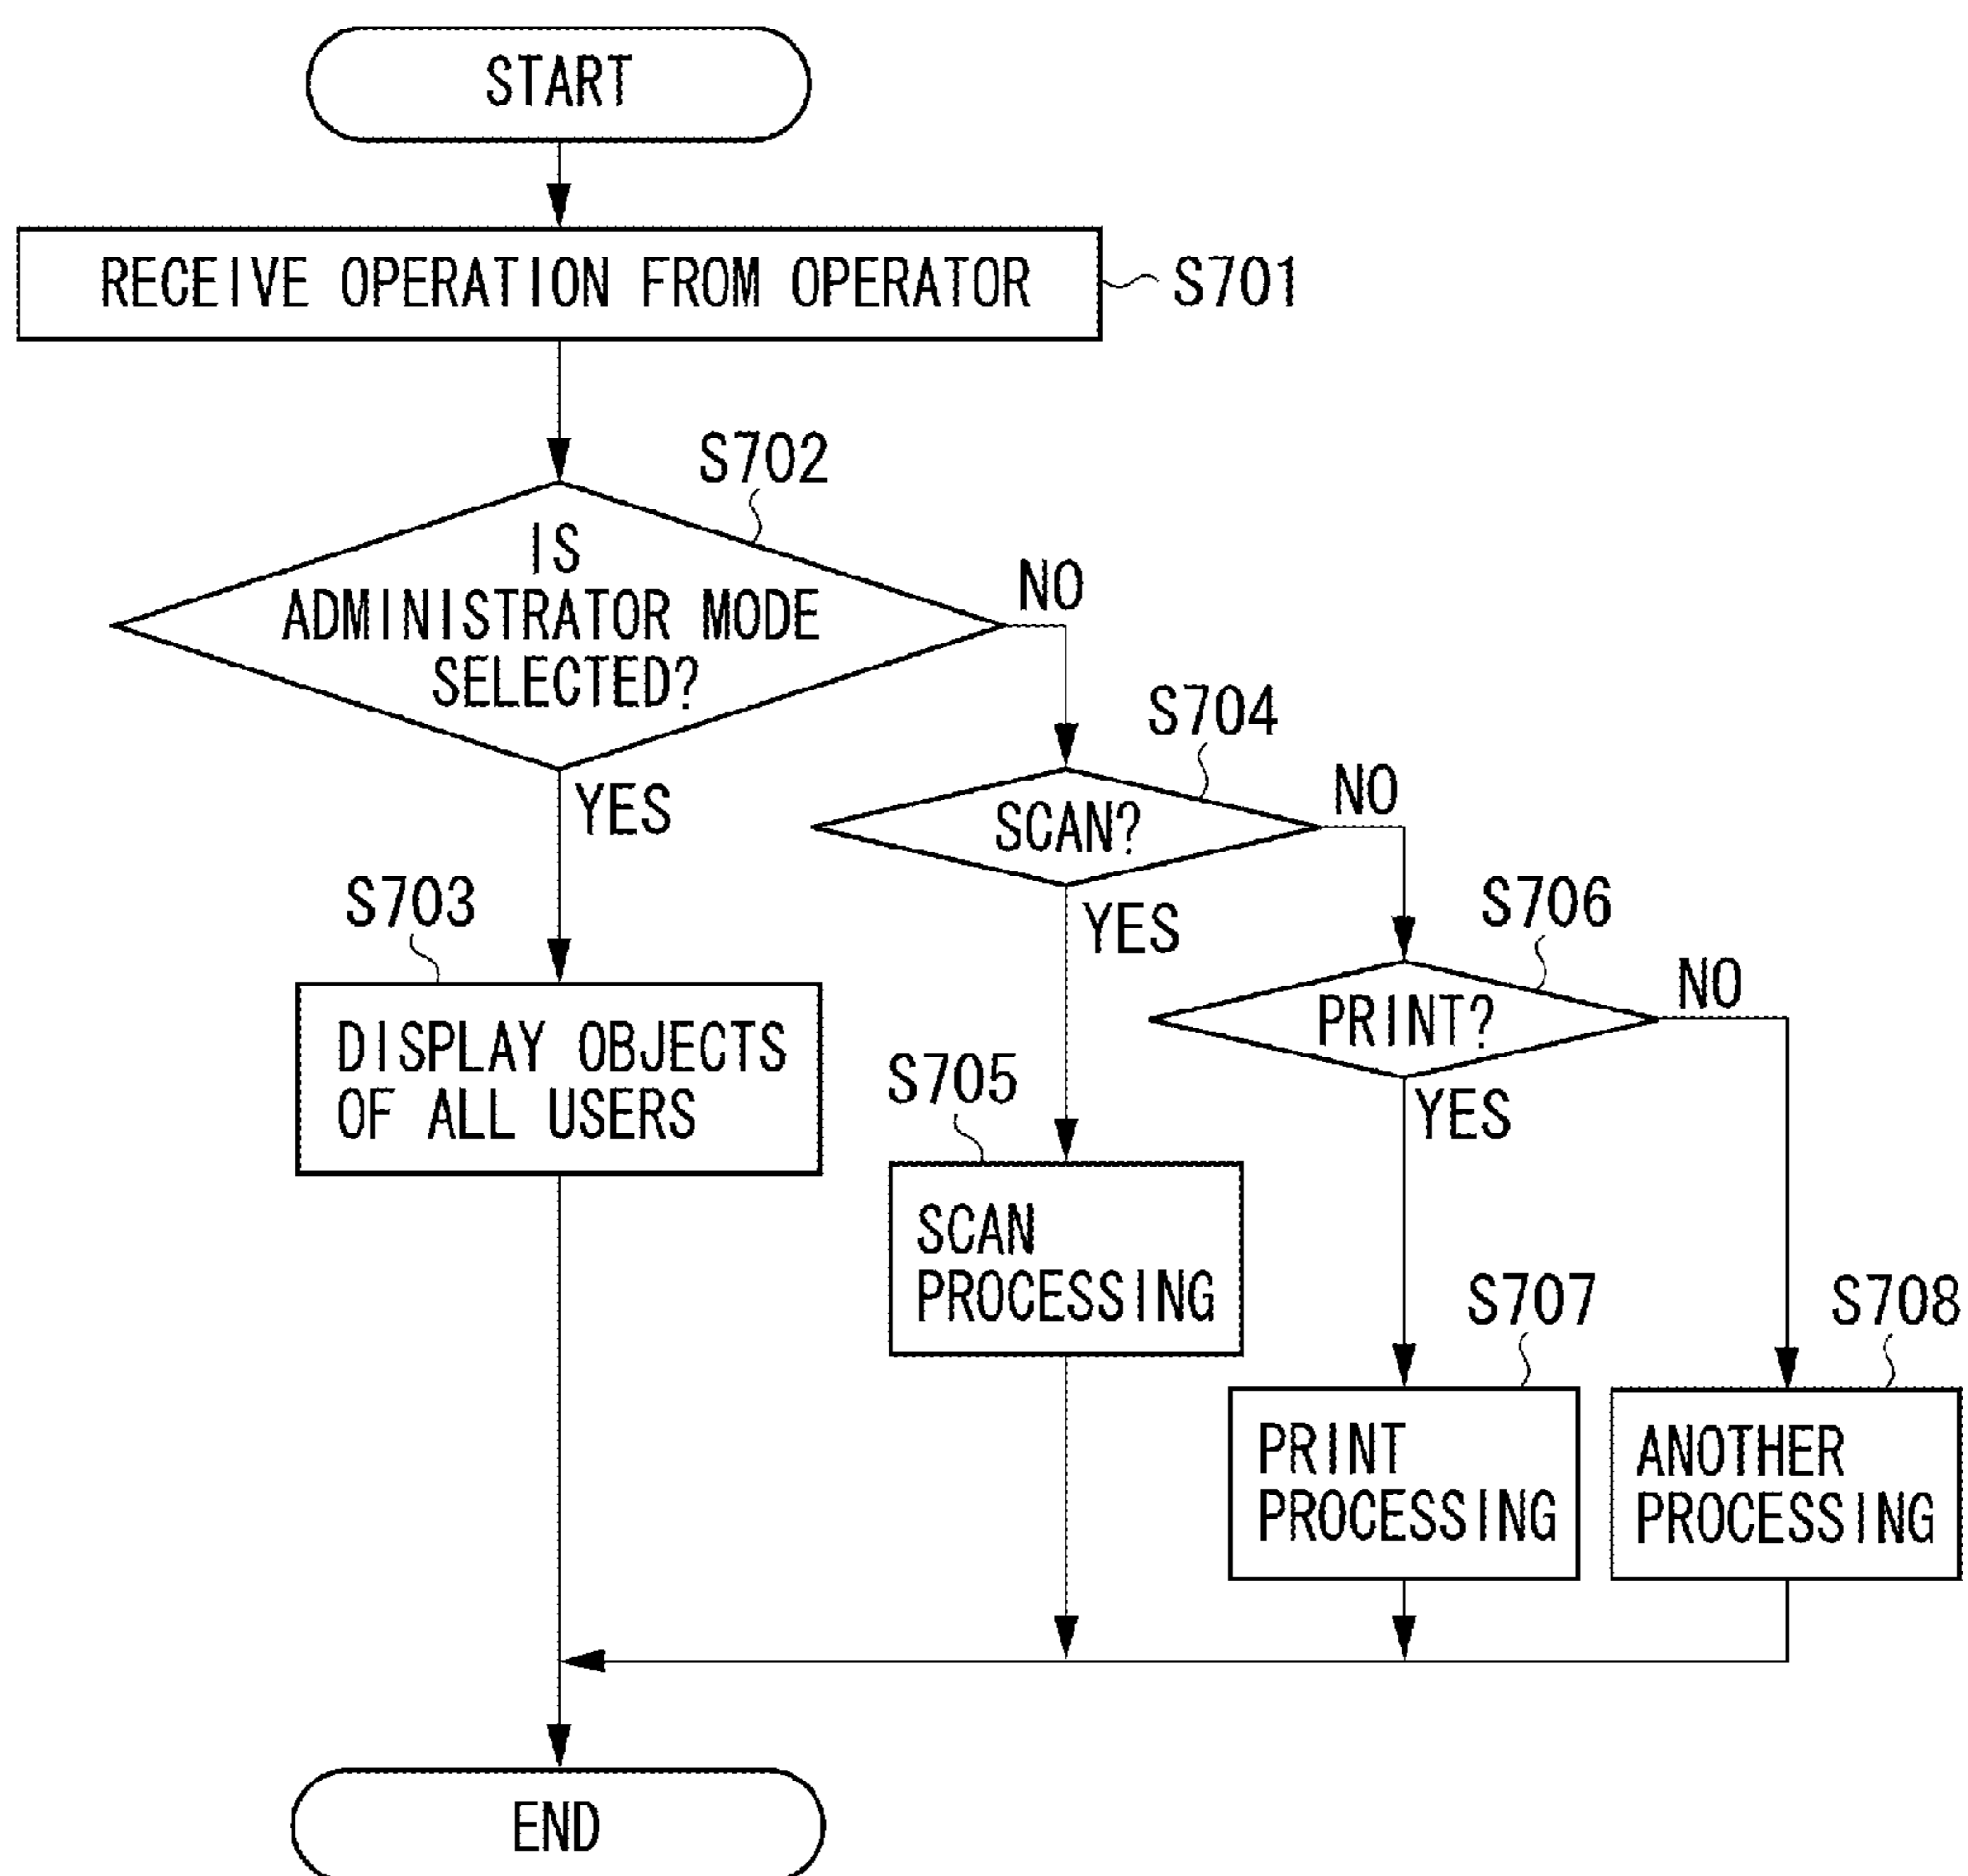 START
RECEIVE OPERATION FROM OPERATOR
S701
S702
IS
ADMINISTRATOR MODE
SELECTED?
NO
YES
S704
SCAN?
NO
YES
S703
DISPLAY OBJECTS
OF ALL USERS
S706
PRINT?
NO
YES
S705
SCAN
PROCESSING
S707
PRINT
PROCESSING
S708
ANOTHER
PROCESSING
END